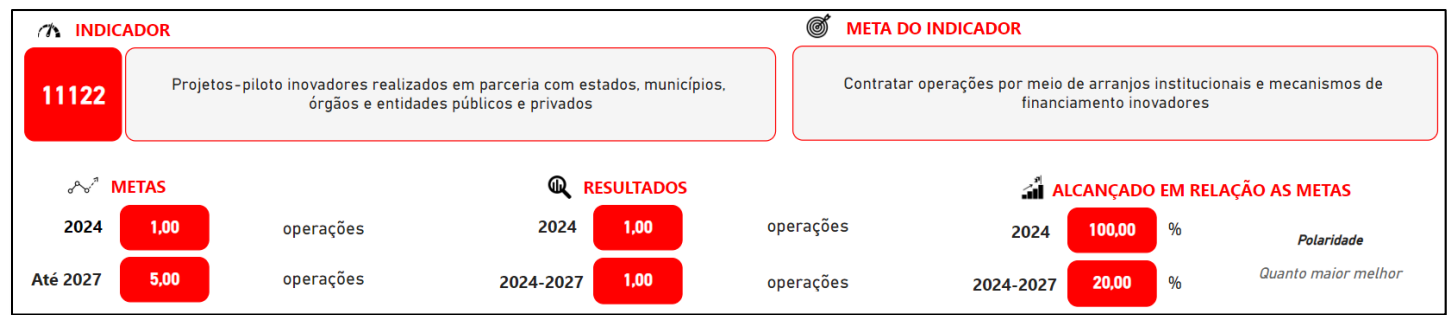 INDICADOR
META DO INDICADOR
11122
Projetos-piloto inovadores realizados em parceria com estados, municípios,
órgãos e entidades públicos e privados
Contratar operações por meio de arranjos institucionais e mecanismos de
financiamento inovadores
METAS
RESULTADOS
ALCANÇADO EM RELAÇÃO AS METAS
2024 1,00 operações
2024 1,00 operações
2024 100,00 %
Polaridade
Até 2027 5,00 operações
2024-2027 1,00 operações
2024-2027 20,00 %
Quanto maior melhor